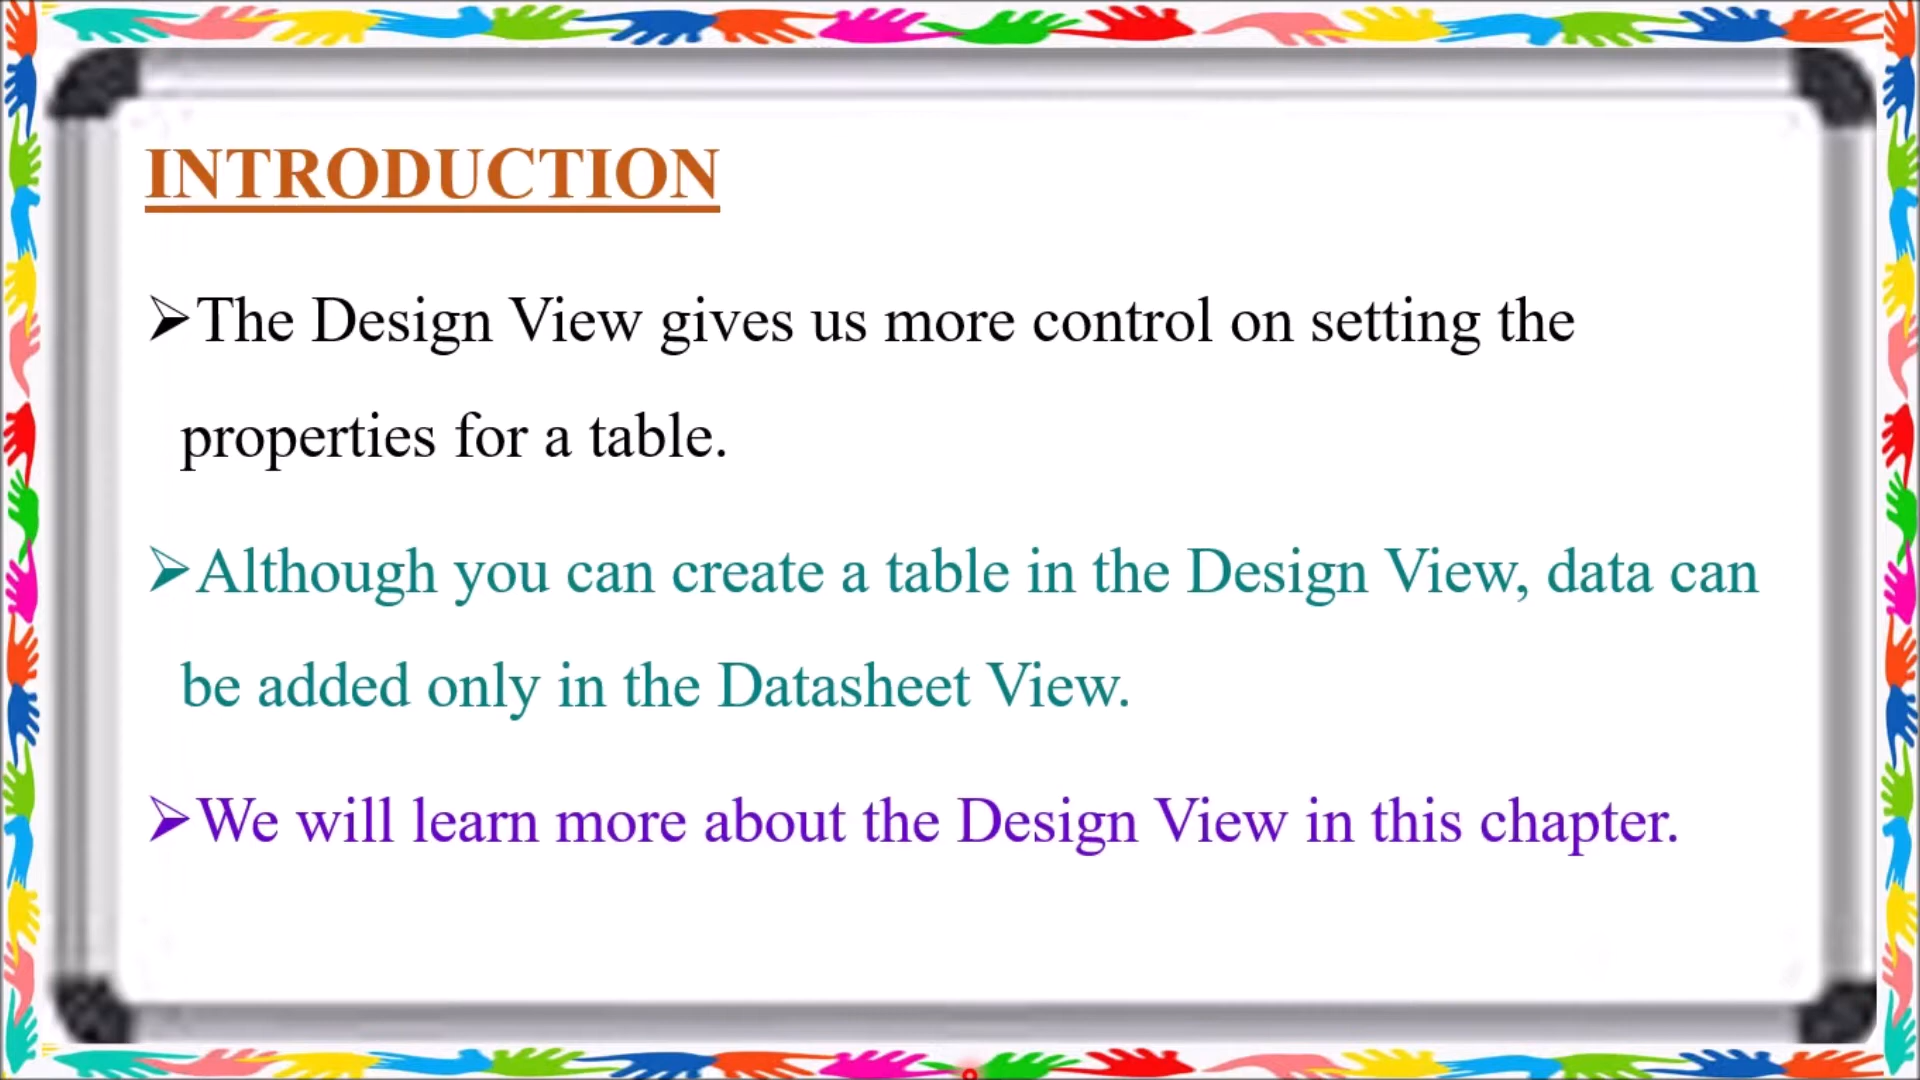 INTRODUCTION
➢The Design View gives us more control on setting the
properties for a table.
➢Although you can create a table in the Design View, data can
be added only in the Datasheet View.
➢We will learn more about the Design View in this chapter.